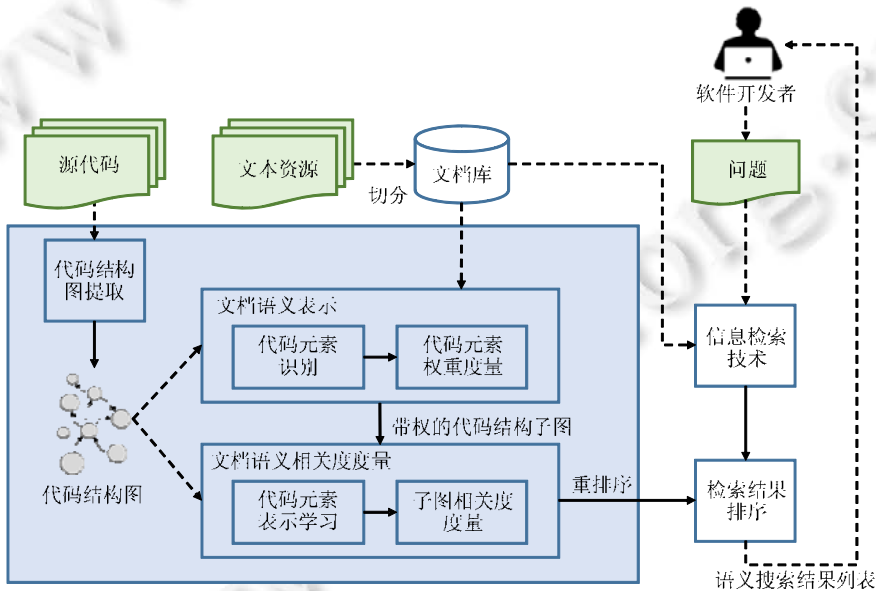 软件开发者
源代码
文本资源
切分
文档库
问题
代码结构
图提取
文档语义表示
代码元素
识别
代码元素
权重度量
信息检索
技术
带权的代码结构子图
代码结构图
文档语义相关度度量
代码元素
表示学习
子图相关度
度量
重排序
检索结果
排序
语义搜索结果列表